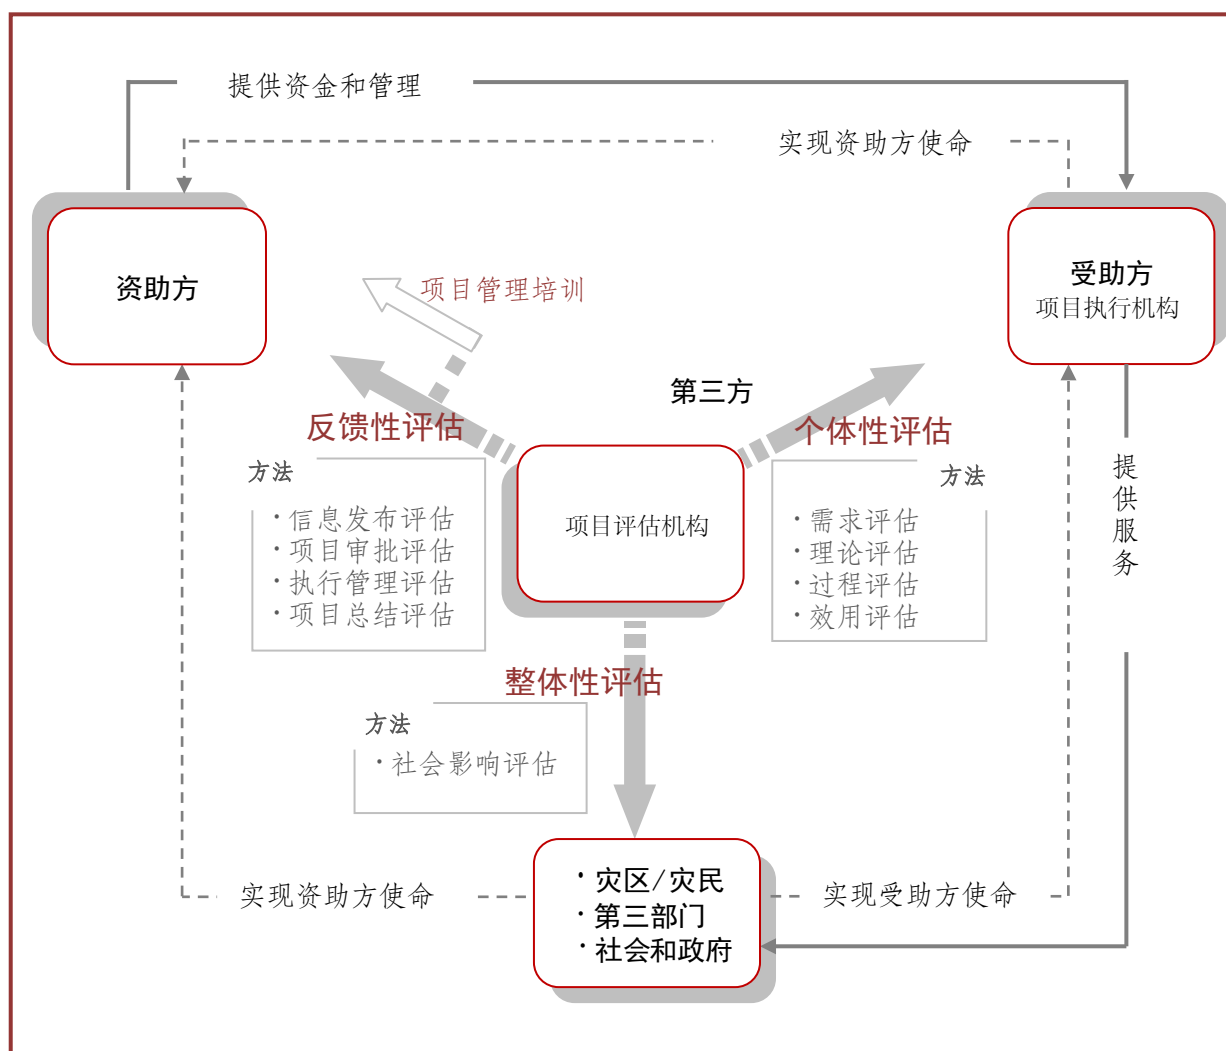 提供资金和管理
实现资助方使命
资助方
受助方
项目执行机构
项目管理培训
第三方
反馈性评估
个体性评估
方法
·信息发布评估
·项目审批评估
·执行管理评估
·项目总结评估
项目评估机构
方法
·需求评估
·理论评估
·过程评估
·效用评估
提供服务
整体性评估
方法
·社会影响评估
实现资助方使命
·灾区/灾民
·第三部门
·社会和政府
实现受助方使命